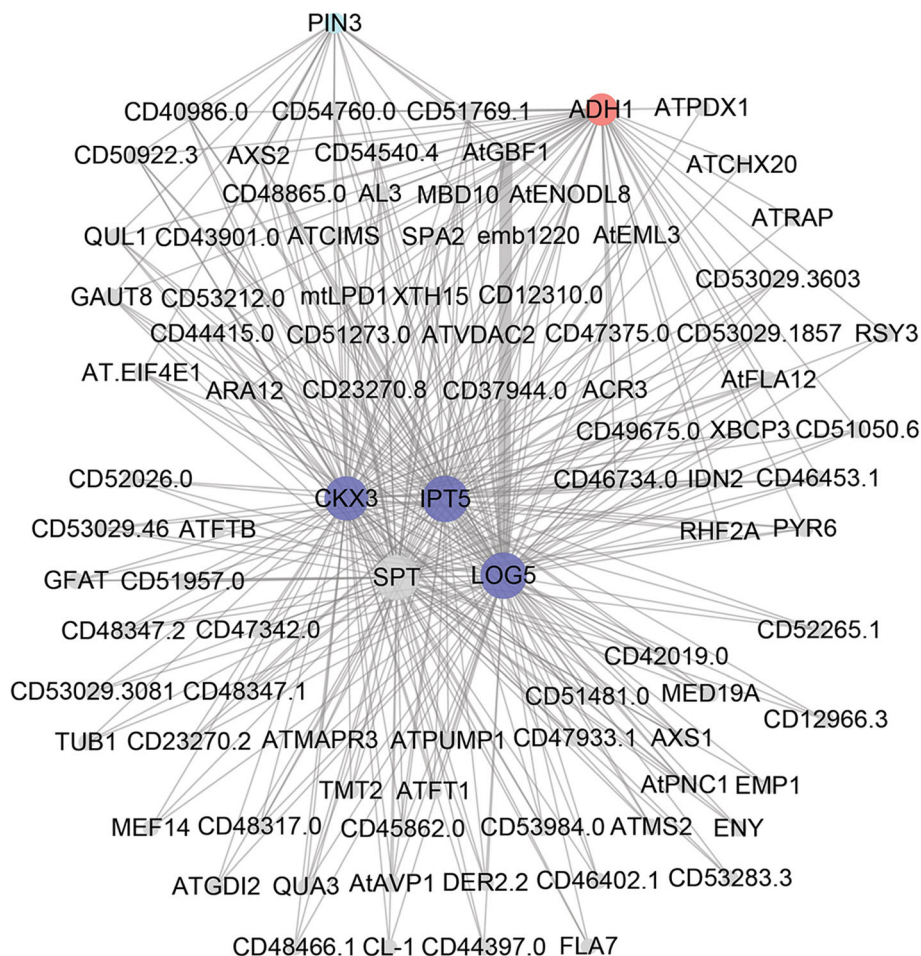 PIN3
CD40986.0 CD54760.0 CD51769.1 ADH1 ATPDX1
CD50922.3 AXS2 CD54540.4 AtGBF1 ATCHX20
CD48865.0 AL3 MBD10 AtENODL8
ATRAP
QUL1 CD43901.0 ATCIMS SPA2 emb1220 AtEML3
CD53029.3603
GAUT8 CD53212.0 mtLPD1 XTH15 CD12310.0
CD44415.0 CD51273.0 ATVDAC2 CD47375.0 CD53029.1857 RSY3
AT.EIF4E1 ARA12 CD23270.8 CD37944.0 ACR3 AtFLA12
CD49675.0 XBCP3 CD51050.6
CD52026.0 CD46734.0 IDN2 CD46453.1
CKX3 IPT5
CD53029.46 ATFTB RHF2A PYR6
GFAT CD51957.0 SPT LOG5
CD48347.2 CD47342.0 CD52265.1
CD42019.0
CD53029.3081 CD48347.1 CD51481.0 MED19A
CD12966.3
TUB1 CD23270.2 ATMAPR3 ATPUMP1 CD47933.1 AXS1
TMT2 ATFT1 AtPNC1 EMP1
MEF14 CD48317.0 CD45862.0 CD53984.0 ATMS2 ENY
ATGDI2 QUA3 AtAVP1 DER2.2 CD46402.1 CD53283.3
CD48466.1 CL-1 CD44397.0 FLA7